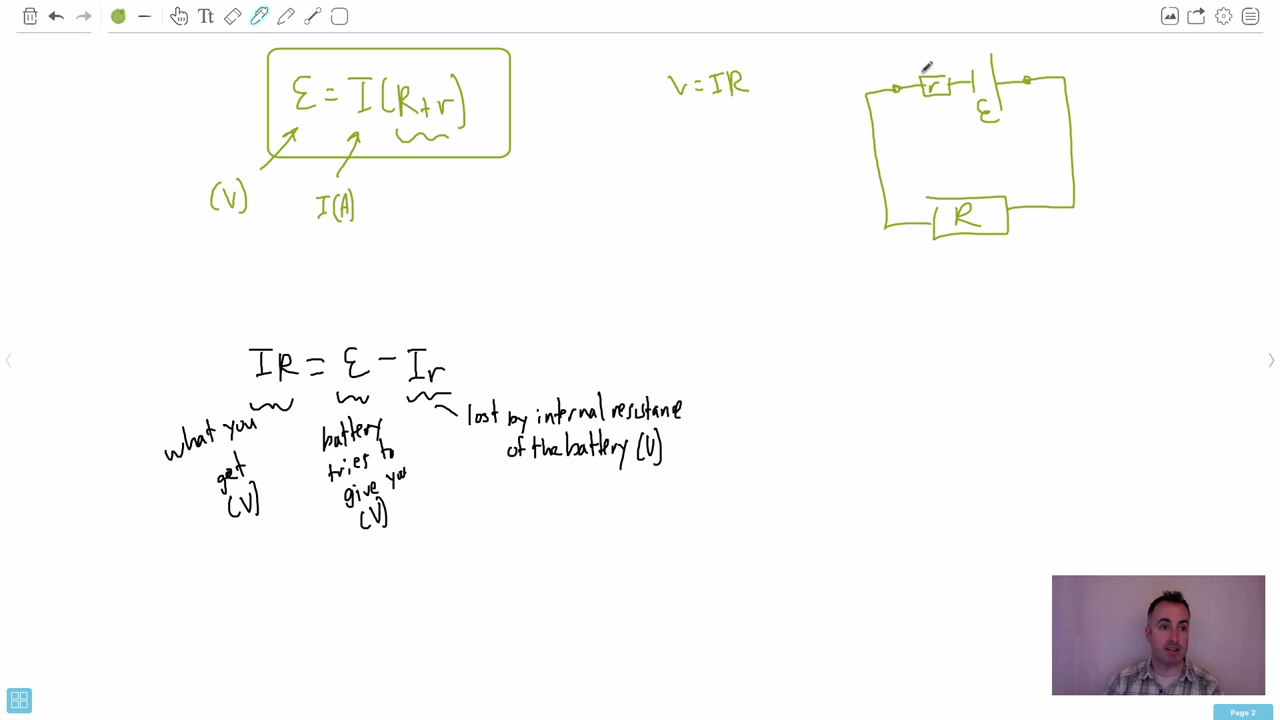 Tt
ε = I(R+r)
V = IR
r
ε
(V)
I(A)
R
IR = ε - Ir
what you
get
(V)
battery
tries to
give you
(V)
lost by internal resistance
of the battery (V)
Page 2